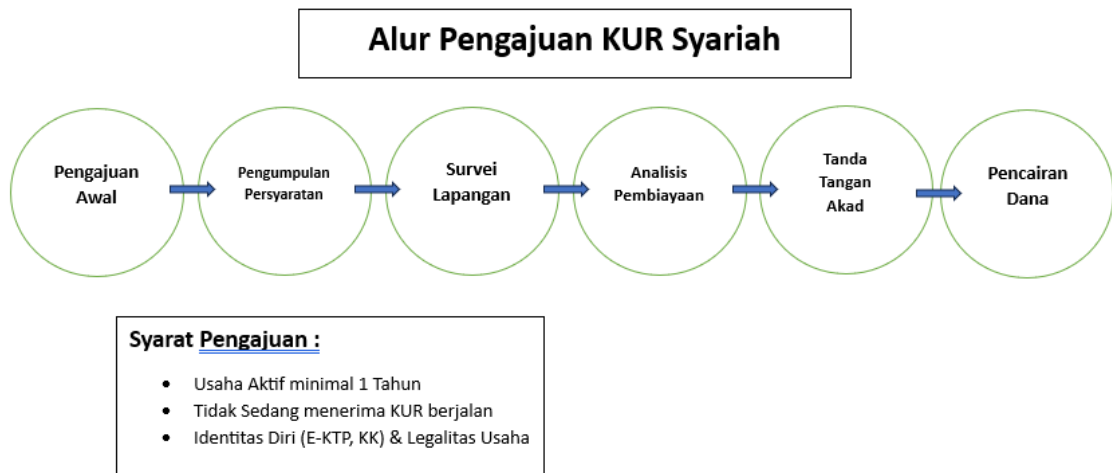 Alur Pengajuan KUR Syariah
Pengajuan
Awal
Pengumpulan
Persyaratan
Survei
Lapangan
Analisis
Pembiayaan
Tanda
Tangan
Akad
Pencairan
Dana
Syarat Pengajuan :
• Usaha Aktif minimal 1 Tahun
• Tidak Sedang menerima KUR berjalan
• Identitas Diri (E-KTP, KK) & Legalitas Usaha